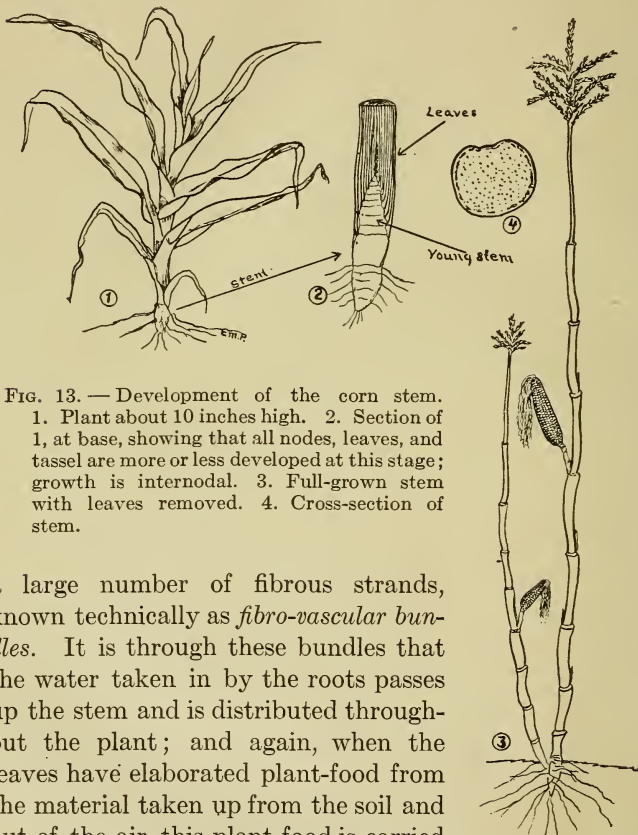 Leaves
④
Young stem
Stem.
①
②
E.M.P.
FIG. 13. — Development of the corn stem.
1. Plant about 10 inches high. 2. Section of
1, at base, showing that all nodes, leaves, and
tassel are more or less developed at this stage;
growth is internodal. 3. Full-grown stem
with leaves removed. 4. Cross-section of
stem.
large number of fibrous strands,
known technically as fibro-vascular bun-
dles. It is through these bundles that
the water taken in by the roots passes
up the stem and is distributed through-
out the plant; and again, when the
leaves have elaborated plant-food from
the material taken up from the soil and
out of the air, this plant-food is carried
③